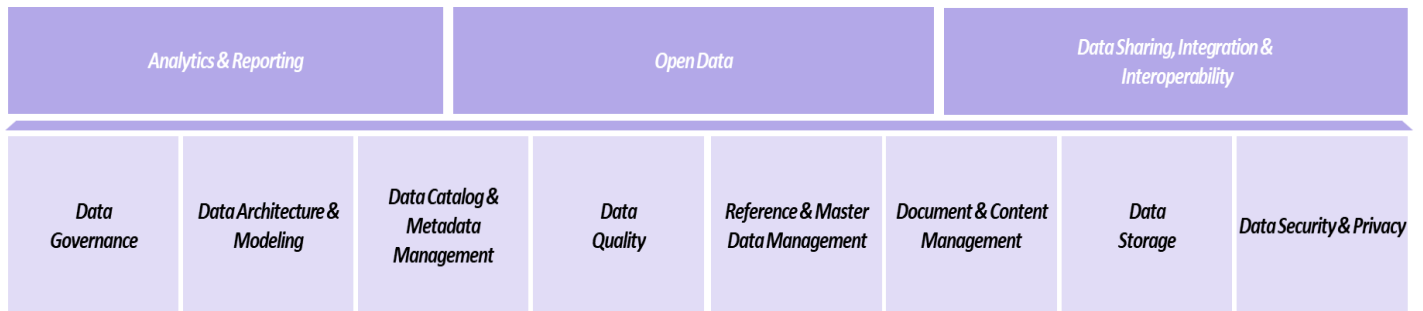 Analytics & Reporting
Open Data
Data Sharing, Integration &
Interoperability
Data
Governance
Data Architecture &
Modeling
Data Catalog &
Metadata
Management
Data
Quality
Reference & Master
Data Management
Document & Content
Management
Data
Storage
Data Security & Privacy